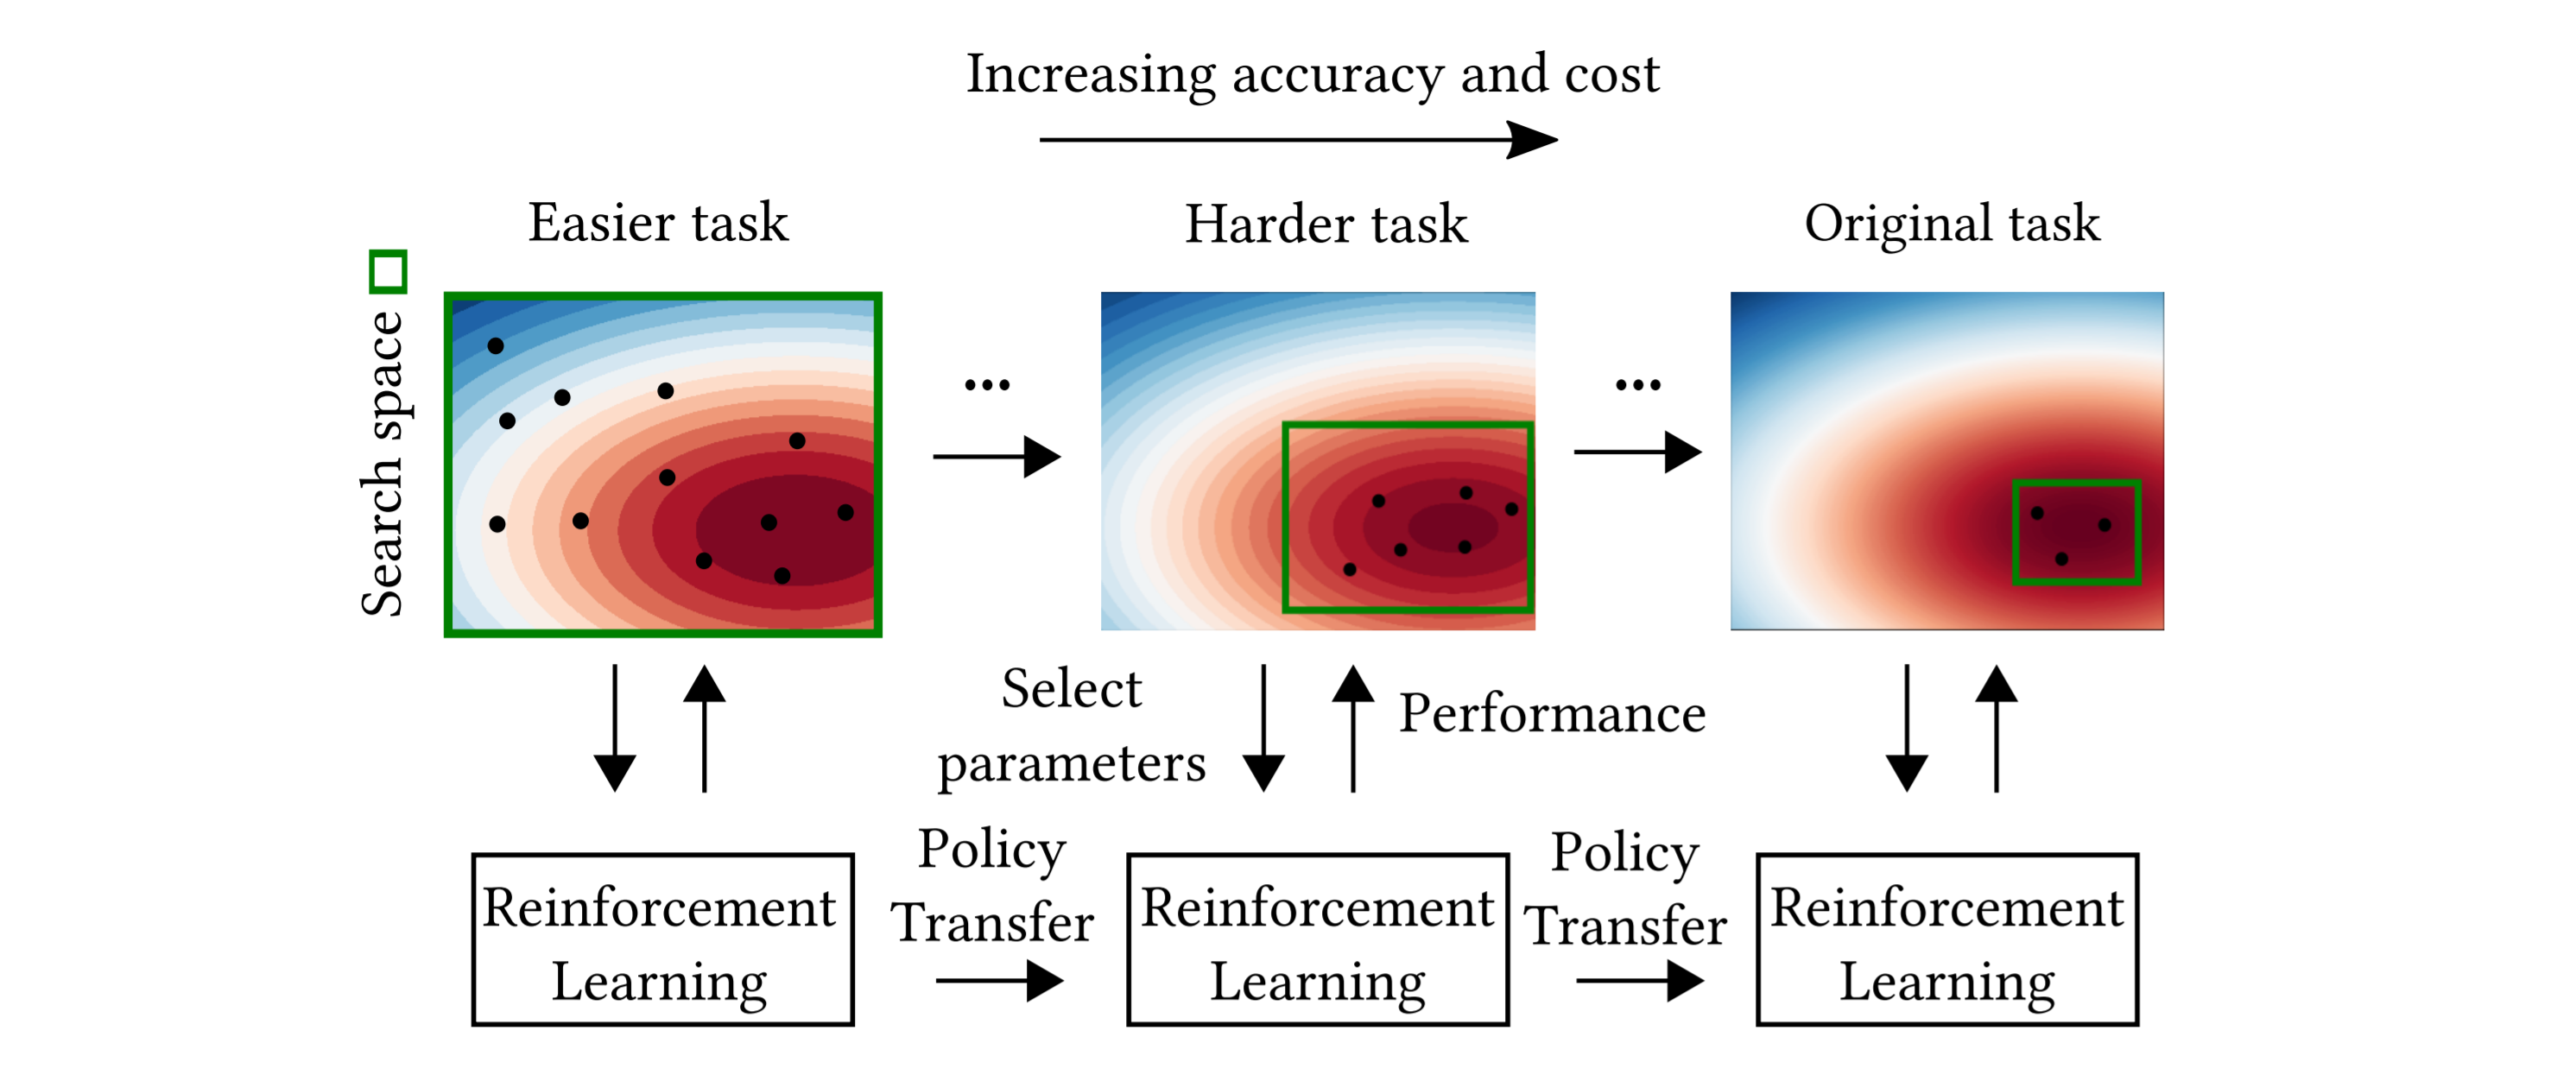 Increasing accuracy and cost
Easier task
Harder task
Original task
Search space
...
...
Select
parameters
Performance
Policy
Transfer
Policy
Transfer
Reinforcement
Learning
Reinforcement
Learning
Reinforcement
Learning